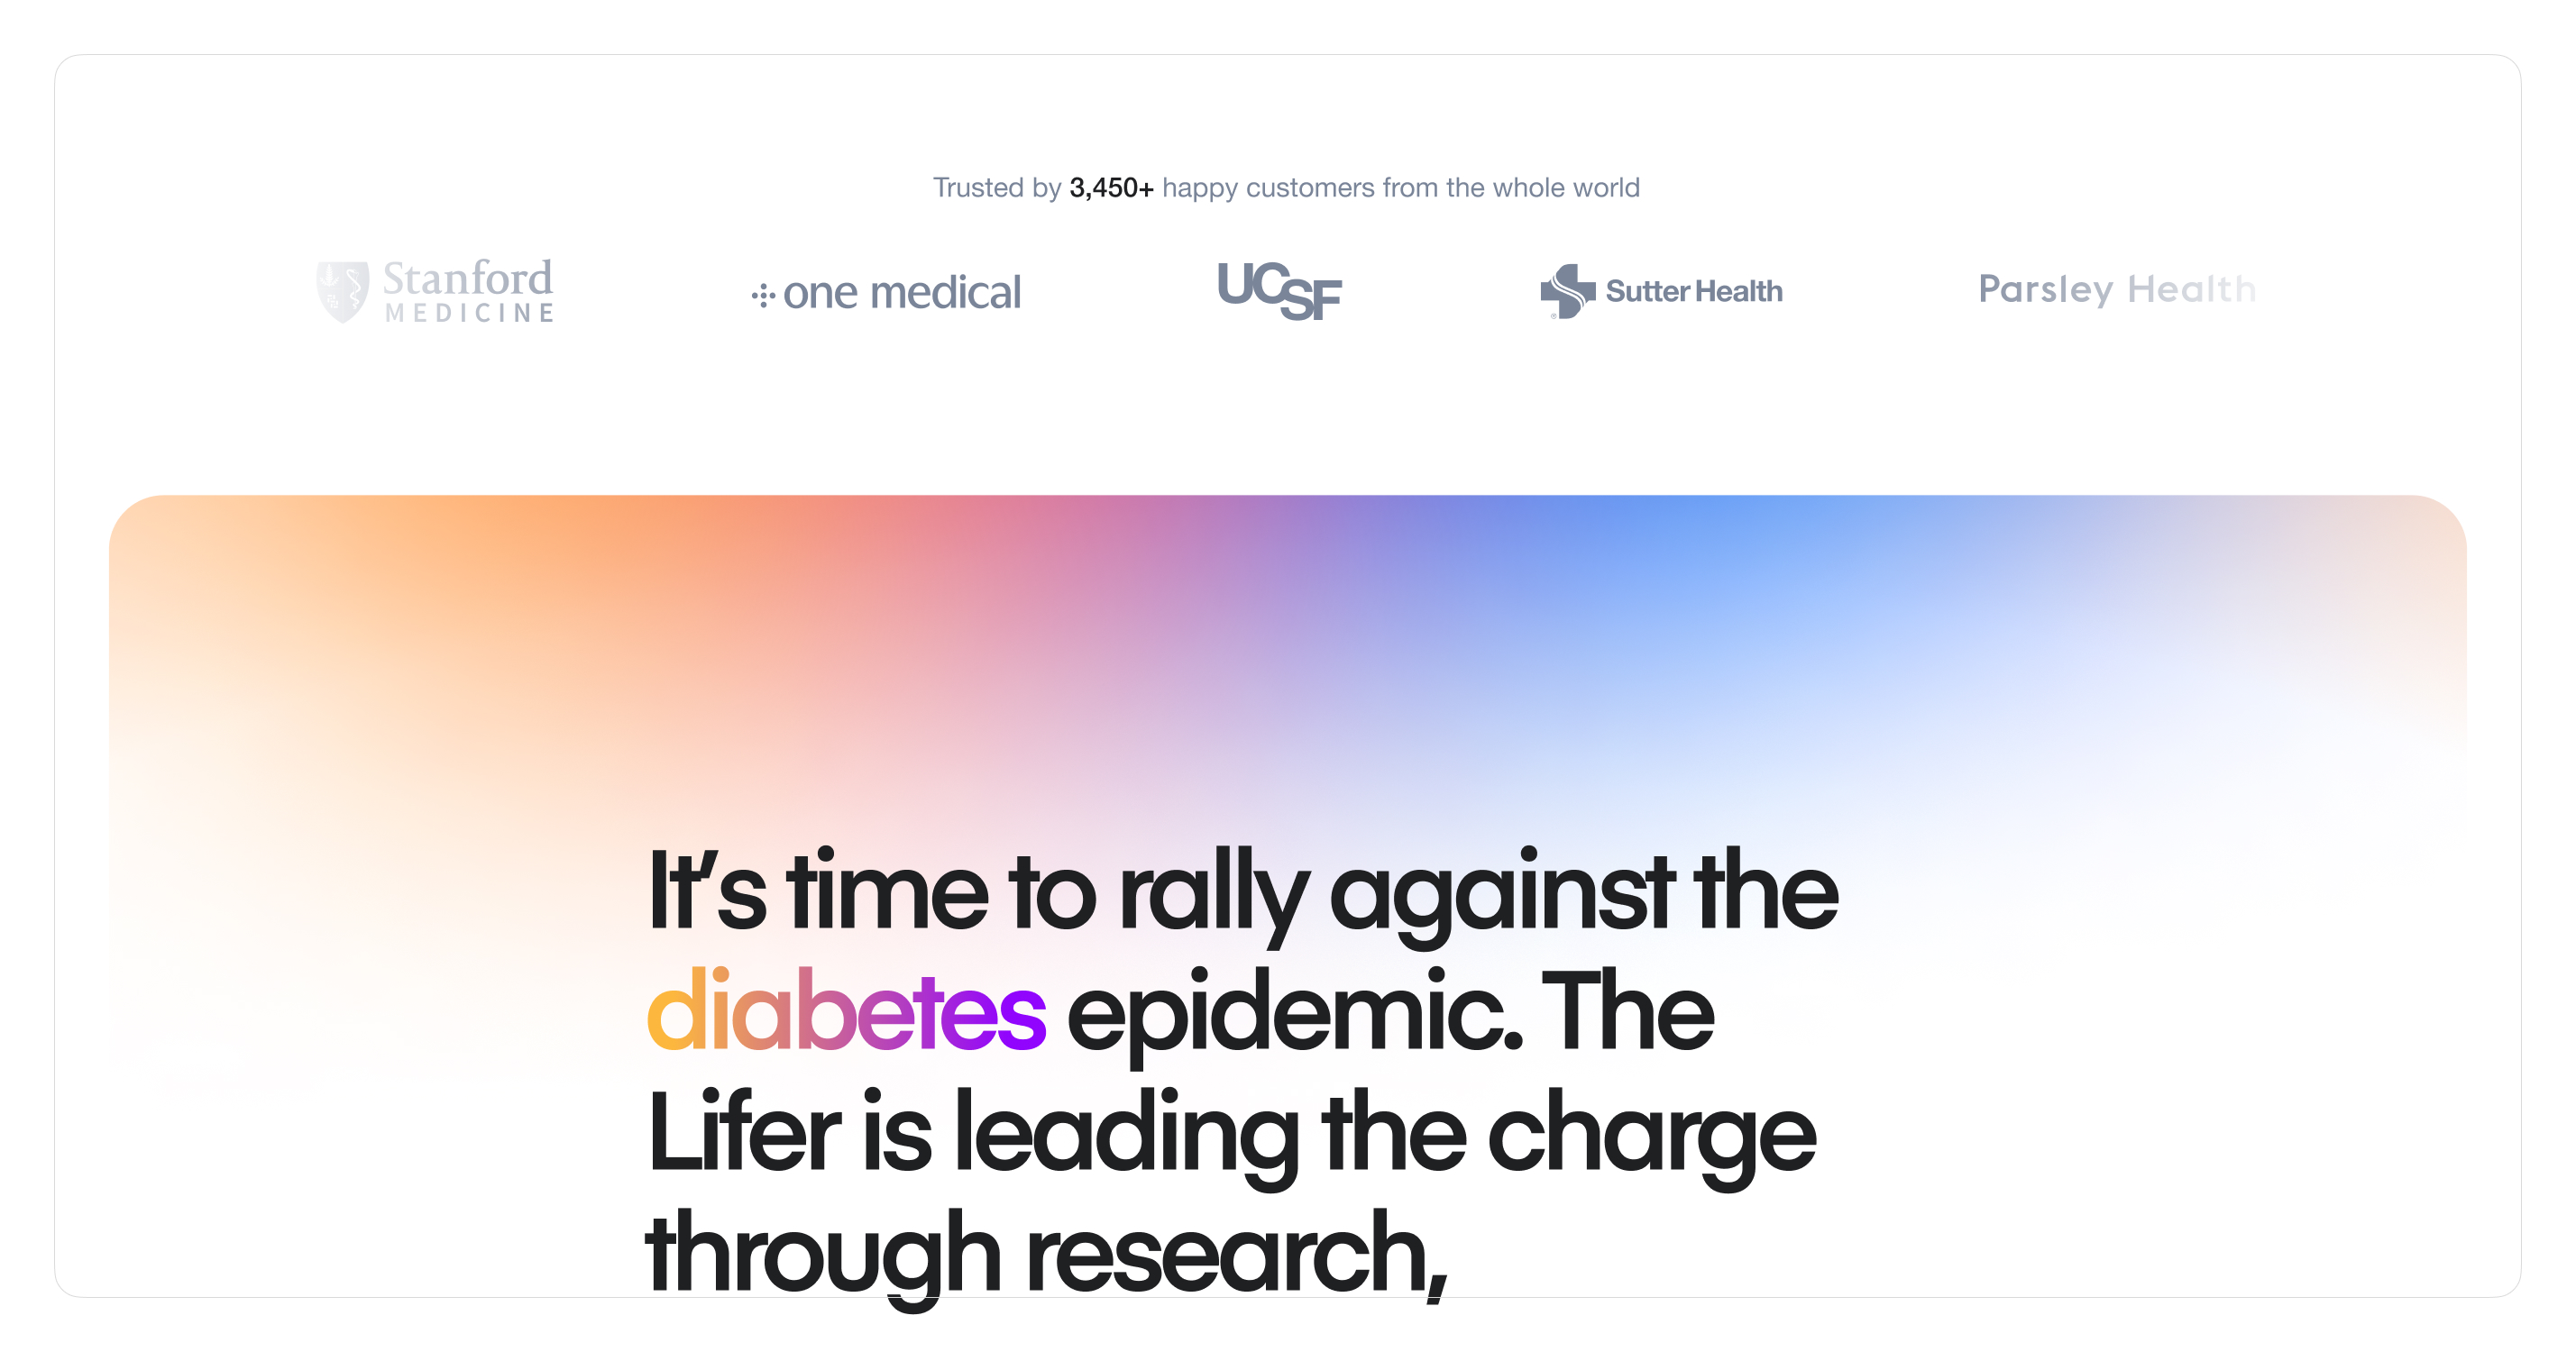 Trusted by 3,450+ happy customers from the whole world
Stanford
MEDICINE
one medical
UCSF
Sutter Health
®
Parsley Health
It’s time to rally against the
diabetes epidemic. The
Lifer is leading the charge
through research,